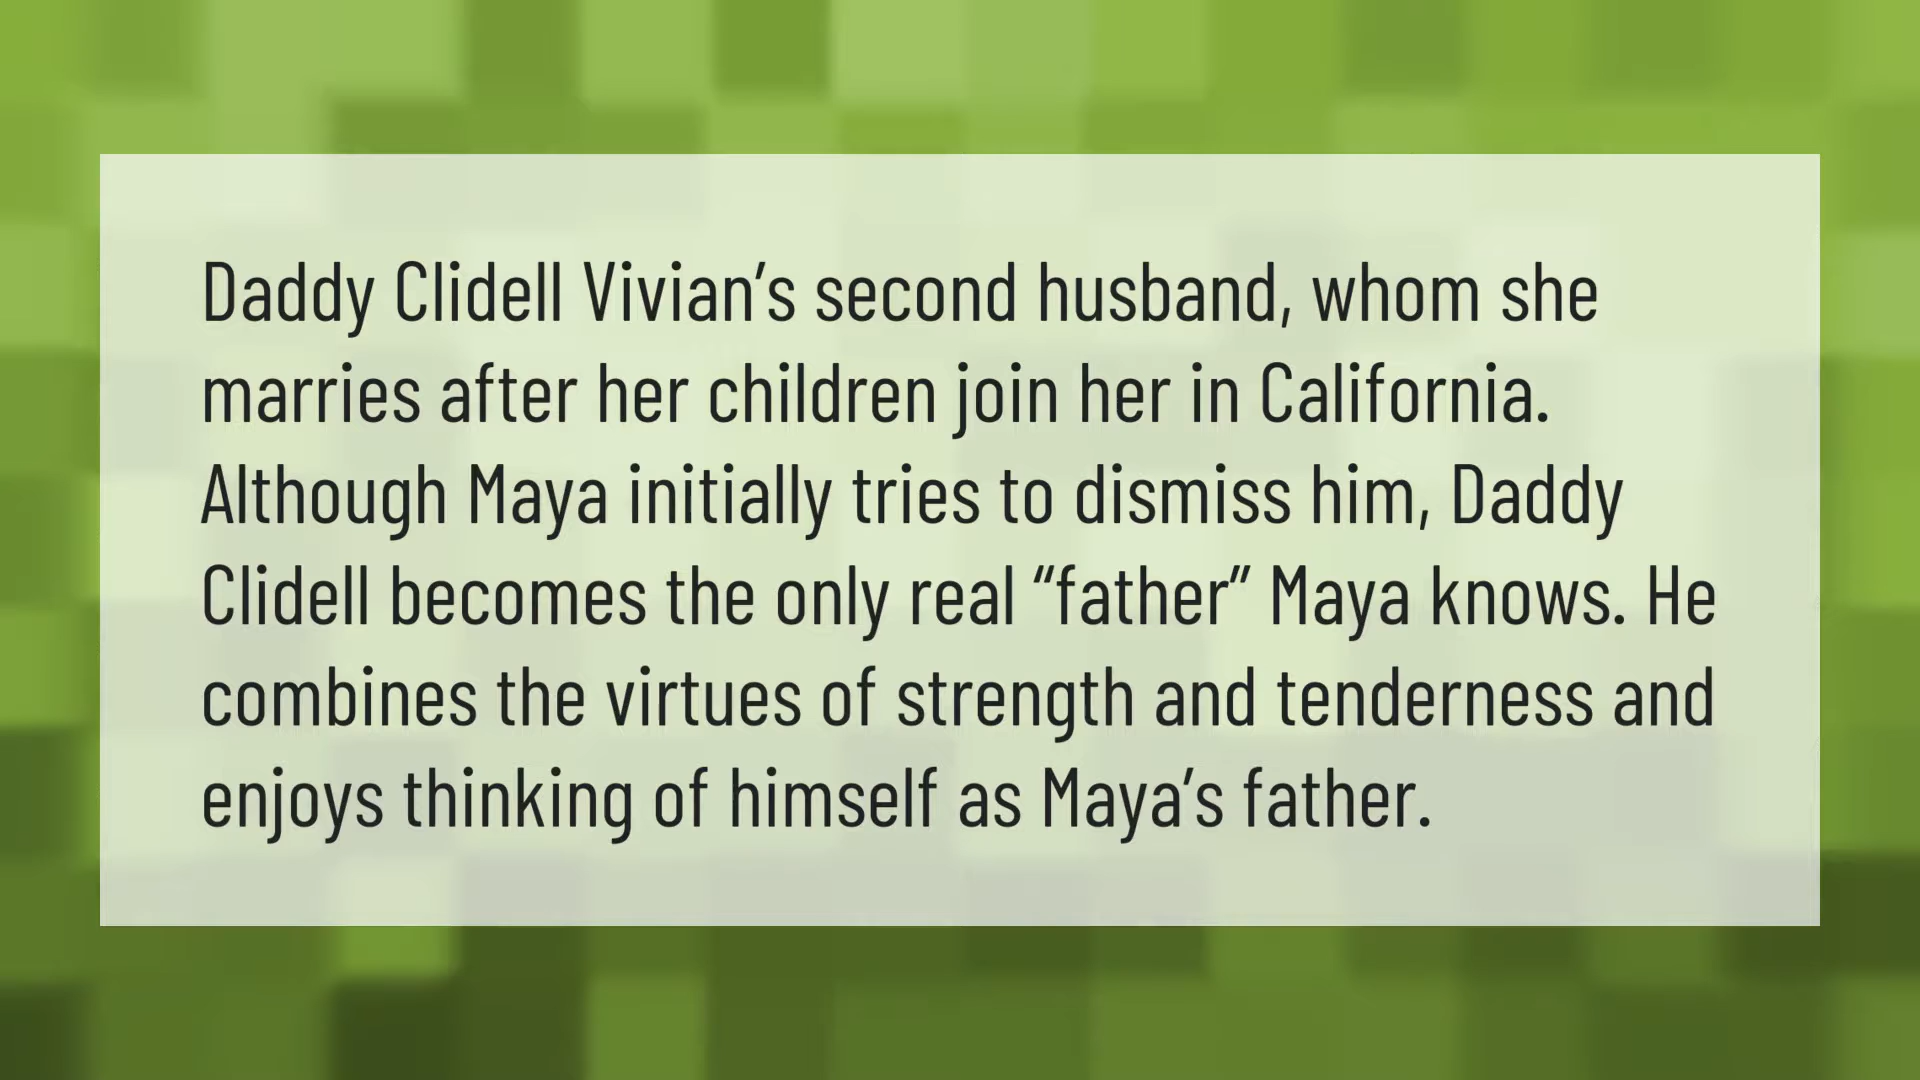 Daddy Clidell Vivian’s second husband, whom she
marries after her children join her in California.
Although Maya initially tries to dismiss him, Daddy
Clidell becomes the only real “father” Maya knows. He
combines the virtues of strength and tenderness and
enjoys thinking of himself as Maya’s father.